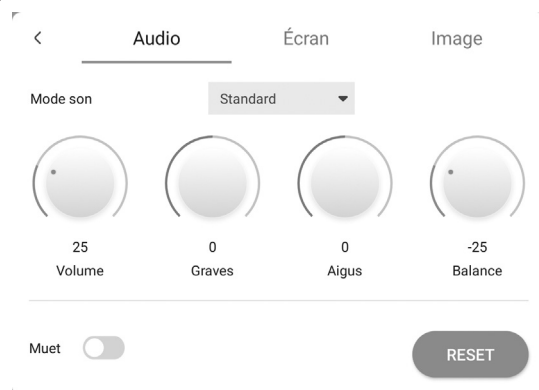 Audio Écran Image
Mode son Standard
25 0 0 -25
Volume Graves Aigus Balance
Muet RESET